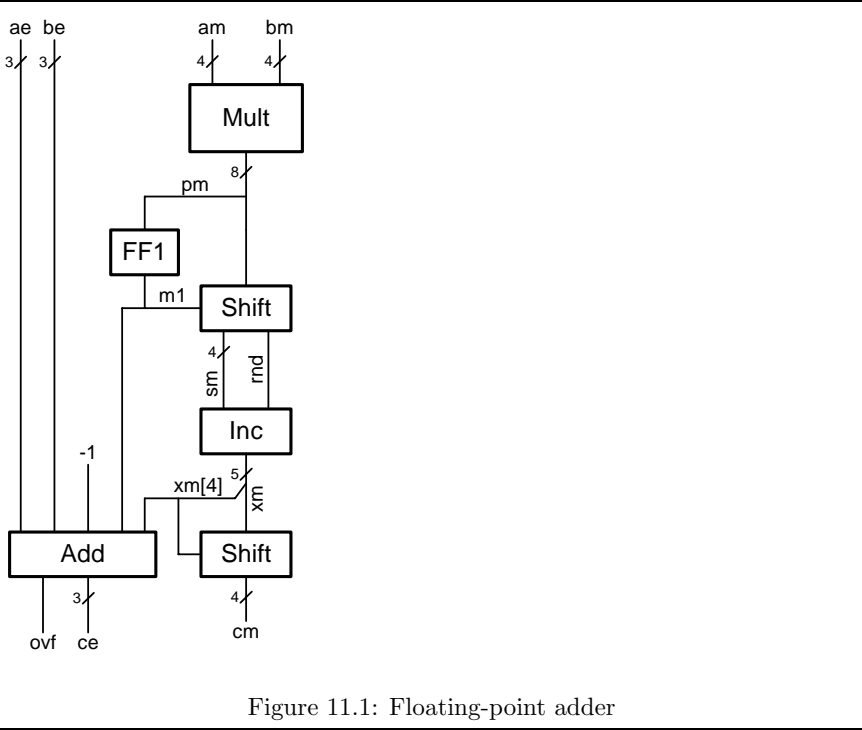 ae be am bm
3 3 4 4
Mult
8
pm
FF1
m1
Shift
4
sm rnd
Inc
-1
5
xm[4] xm
Add Shift
3 4
ovf ce cm
Figure 11.1: Floating-point adder